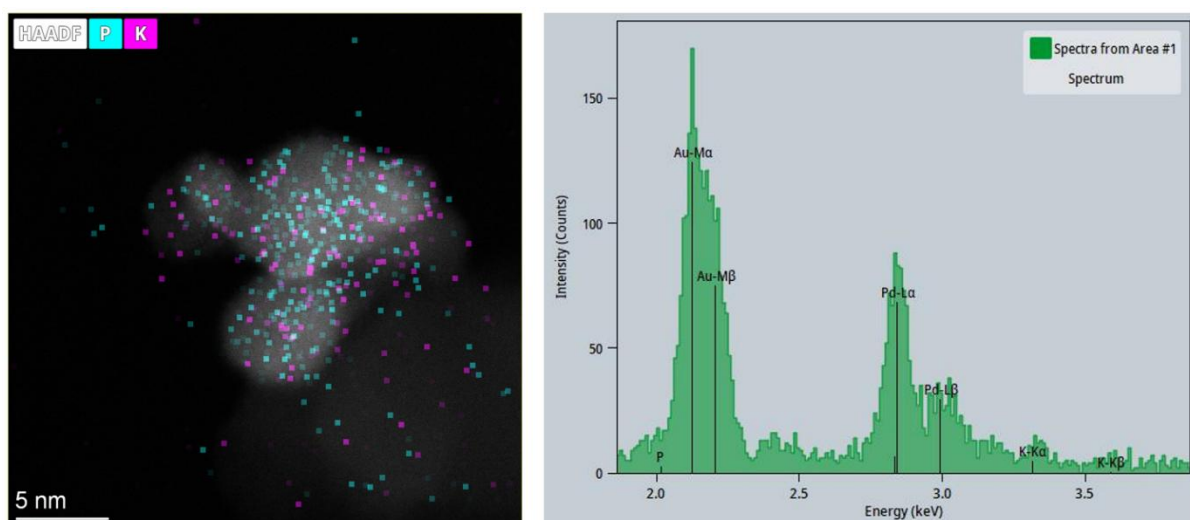 HAADF P K
5 nm
Spectra from Area #1
Spectrum
150
100
50
0
Intensity (Counts)
Au-Mα
Au-Mβ
Pd-Lα
Pd-Lβ
P
K-Kα
K-Kβ
2.0 2.5 3.0 3.5
Energy (keV)